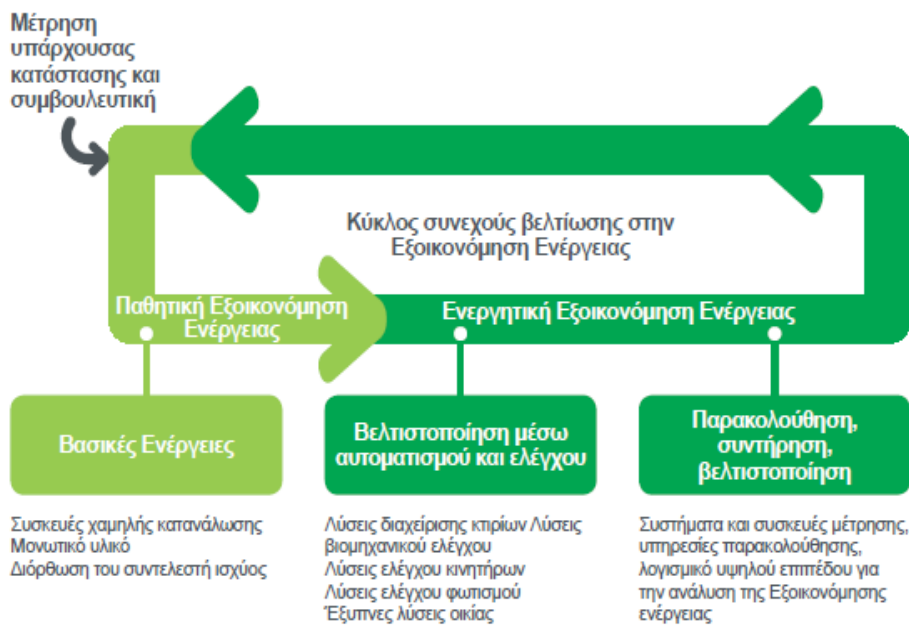 Μέτρηση
υπάρχουσας
κατάστασης και
συμβουλευτική
Κύκλος συνεχούς βελτίωσης στην
Εξοικονόμηση Ενέργειας
Παθητική Εξοικονόμηση
Ενέργειας
Ενεργητική Εξοικονόμηση Ενέργειας
Βασικές Ενέργειες
Συσκευές χαμηλής κατανάλωσης
Μονωτικό υλικό
Διόρθωση του συντελεστή ισχύος
Βελτιστοποίηση μέσω
αυτοματισμού και ελέγχου
Λύσεις διαχείρισης κτιρίων Λύσεις
βιομηχανικού ελέγχου
Λύσεις ελέγχου κινητήρων
Λύσεις ελέγχου φωτισμού
Έξυπνες λύσεις οικίας
Παρακολούθηση,
συντήρηση,
βελτιστοποίηση
Συστήματα και συσκευές μέτρησης,
υπηρεσίες παρακολούθησης,
λογισμικό υψηλού επιπέδου για
την ανάλυση της Εξοικονόμησης
ενέργειας